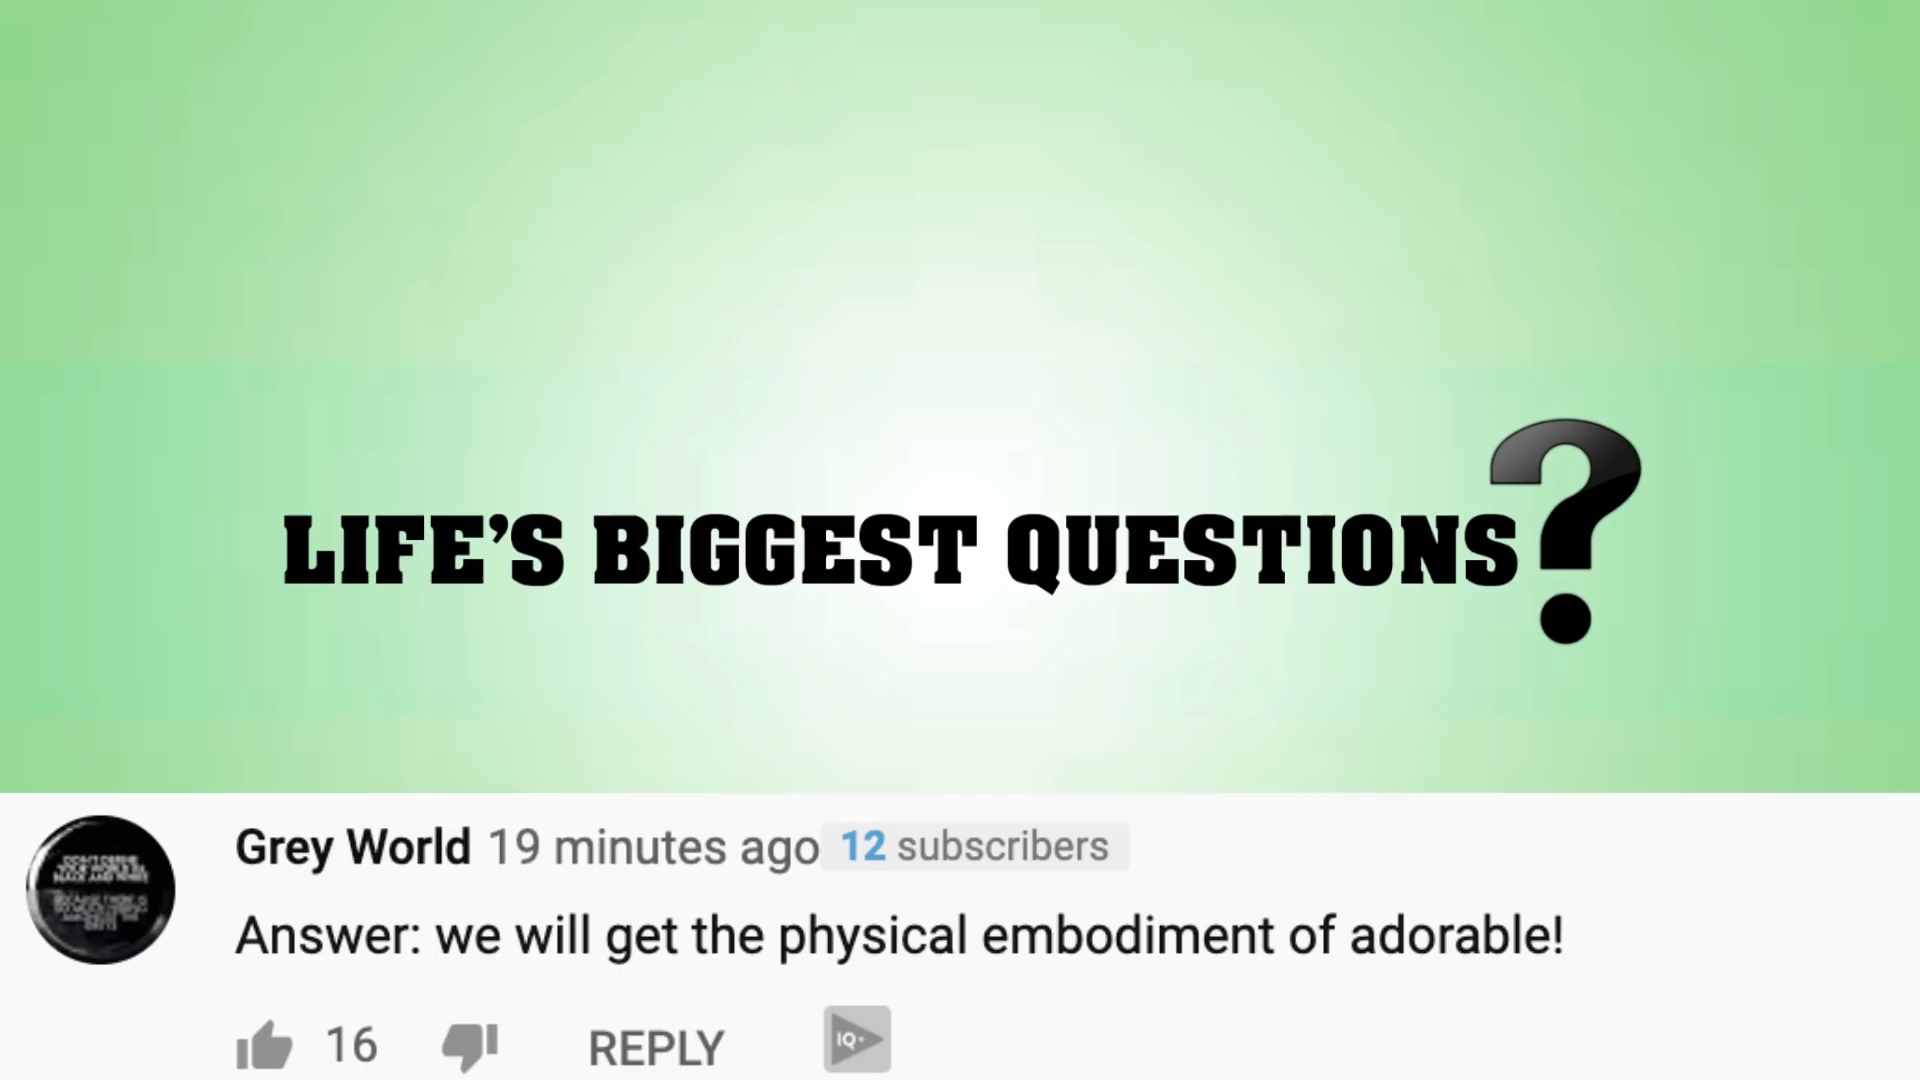 LIFE'S BIGGEST QUESTIONS?
Grey World 19 minutes ago 12 subscribers
Answer: we will get the physical embodiment of adorable!
16 REPLY IQ+